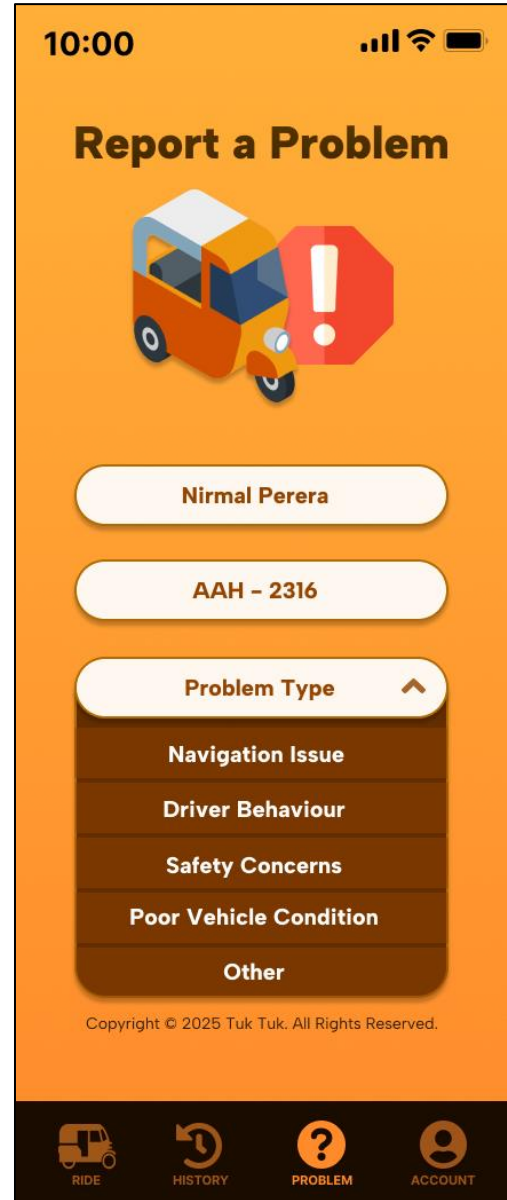 10:00
Report a Problem
Nirmal Perera
AAH - 2316
Problem Type
Navigation Issue
Driver Behaviour
Safety Concerns
Poor Vehicle Condition
Other
Copyright © 2025 Tuk Tuk. All Rights Reserved.
RIDE HISTORY PROBLEM ACCOUNT